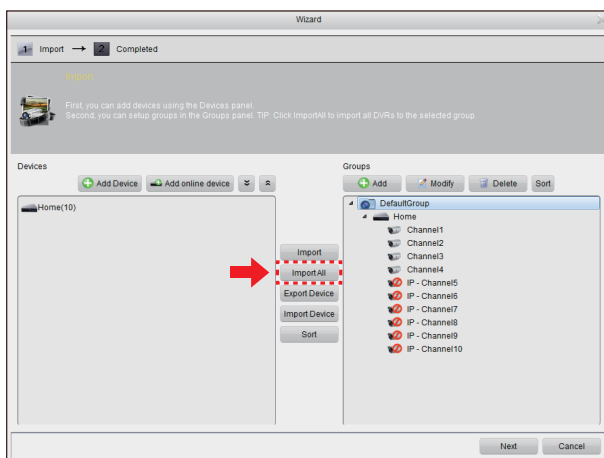 Wizard
1 Import → 2 Completed
Import
First, you can add devices using the Devices panel.
Second, you can setup groups in the Groups panel. TIP: Click ImportAll to import all DVRs to the selected group.
Devices
Add Device Add online device
Home(10)
Import
ImportAll
Export Device
Import Device
Sort
Groups
Add Modify Delete Sort
DefaultGroup
Home
Channel1
Channel2
Channel3
Channel4
IP - Channel5
IP - Channel6
IP - Channel7
IP - Channel8
IP - Channel9
IP - Channel10
Next Cancel